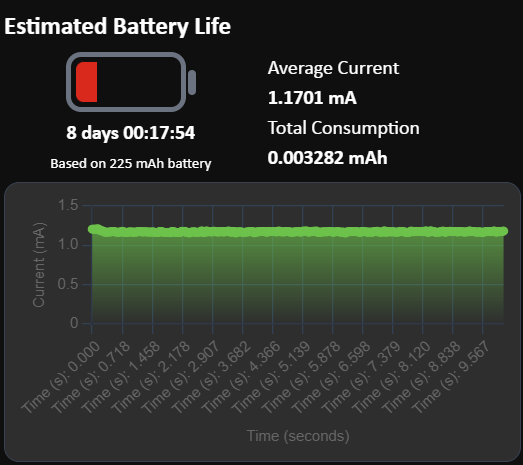 Estimated Battery Life
8 days 00:17:54
Based on 225 mAh battery
Average Current
1.1701 mA
Total Consumption
0.003282 mAh
Current (mA)
1.5
1.0
0.5
0
Time (s): 0.000
Time (s): 0.718
Time (s): 1.458
Time (s): 2.178
Time (s): 2.907
Time (s): 3.682
Time (s): 4.366
Time (s): 5.139
Time (s): 5.878
Time (s): 6.598
Time (s): 7.379
Time (s): 8.120
Time (s): 8.838
Time (s): 9.567
Time (seconds)